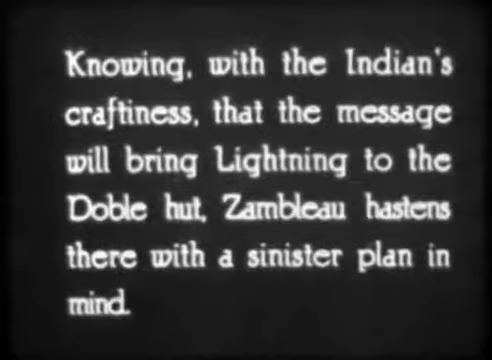 Knowing, with the Indian's
craftiness, that the message
will bring Lightning to the
Doble hut, Zambleau hastens
there with a sinister plan in
mind.